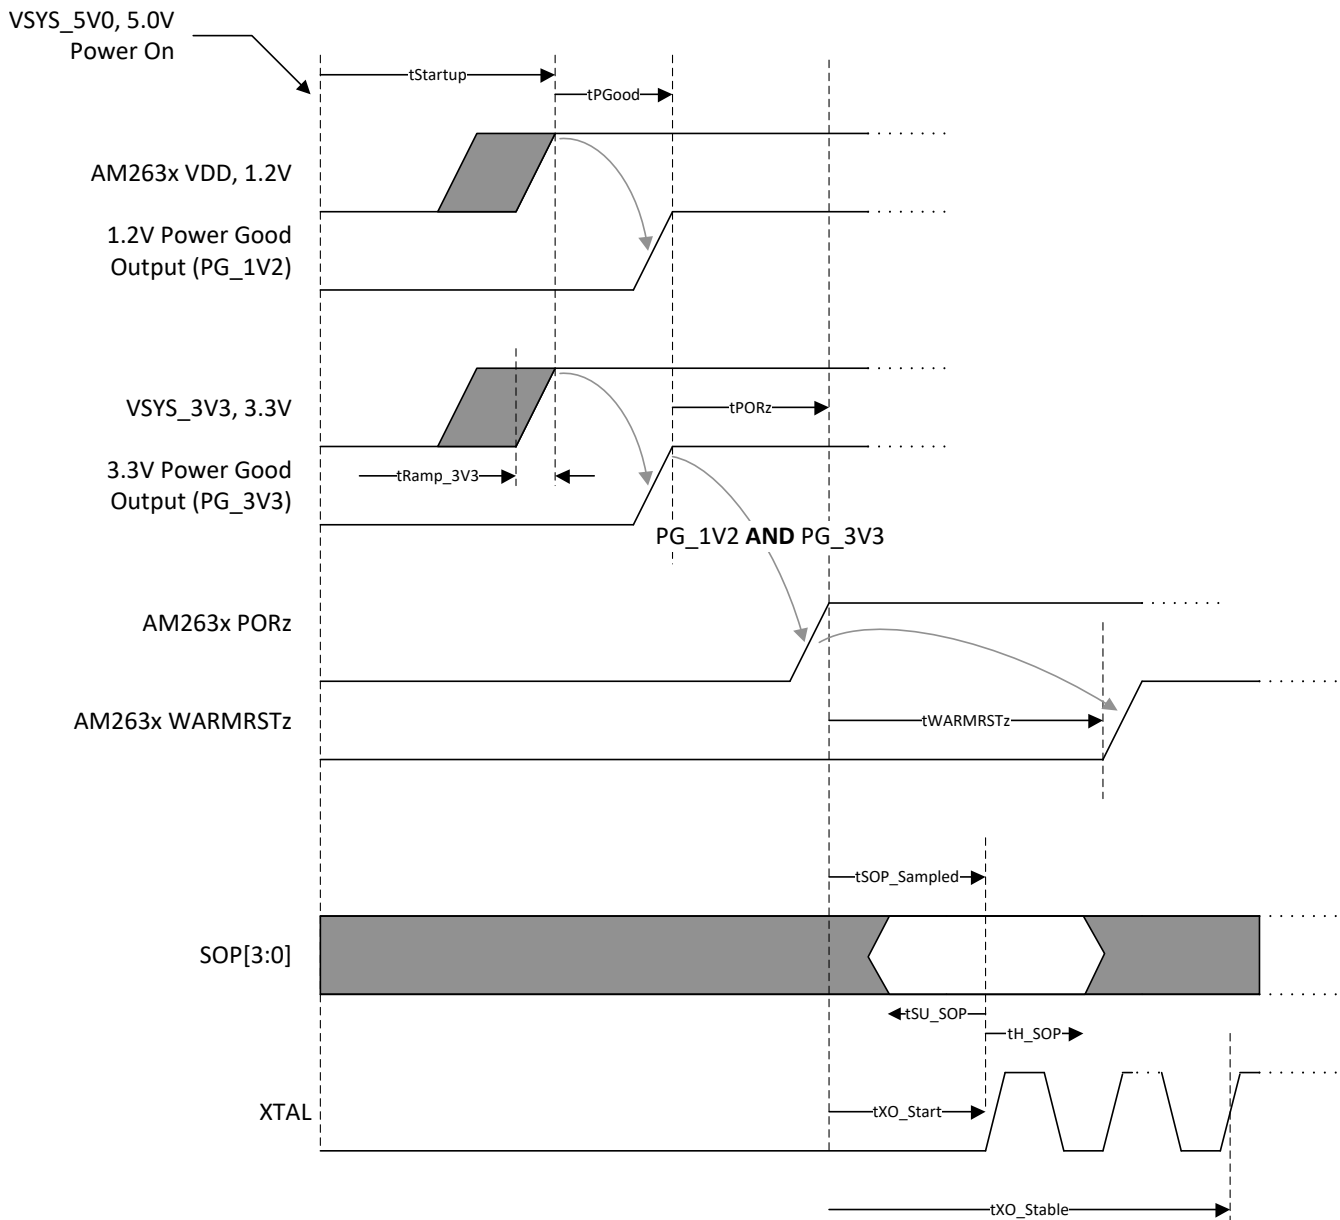 VSYS_5V0, 5.0V
Power On
tStartup
tPGood
AM263x VDD, 1.2V
1.2V Power Good
Output (PG_1V2)
VSYS_3V3, 3.3V
tPORz
3.3V Power Good
Output (PG_3V3)
tRamp_3V3
PG_1V2 AND PG_3V3
AM263x PORz
AM263x WARMRSTz
tWARMRSTz
tSOP_Sampled
SOP[3:0]
tSU_SOP
tH_SOP
XTAL
tXO_Start
tXO_Stable